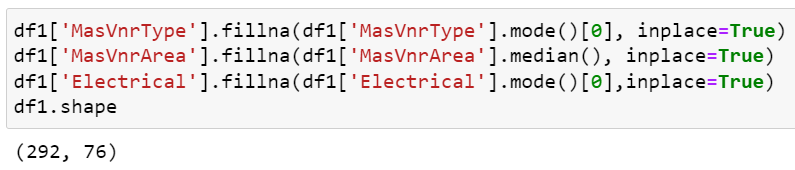 df1['MasVnrType'].fillna(df1['MasVnrType'].mode()[0], inplace=True)
df1['MasVnrArea'].fillna(df1['MasVnrArea'].median(), inplace=True)
df1['Electrical'].fillna(df1['Electrical'].mode()[0],inplace=True)
df1.shape
(292, 76)